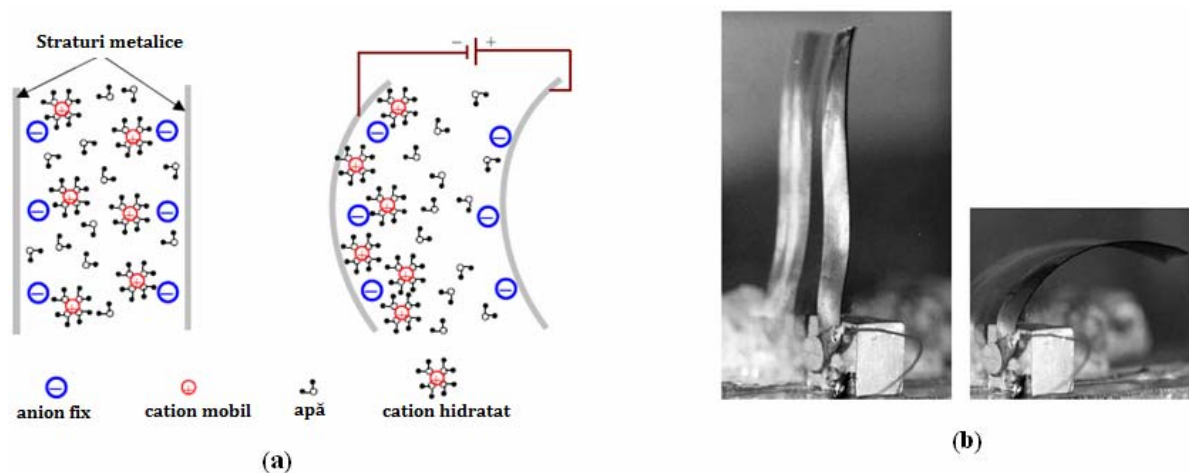 Straturi metalice
− +
anion fix
cation mobil
apă
cation hidratat
(a)
(b)